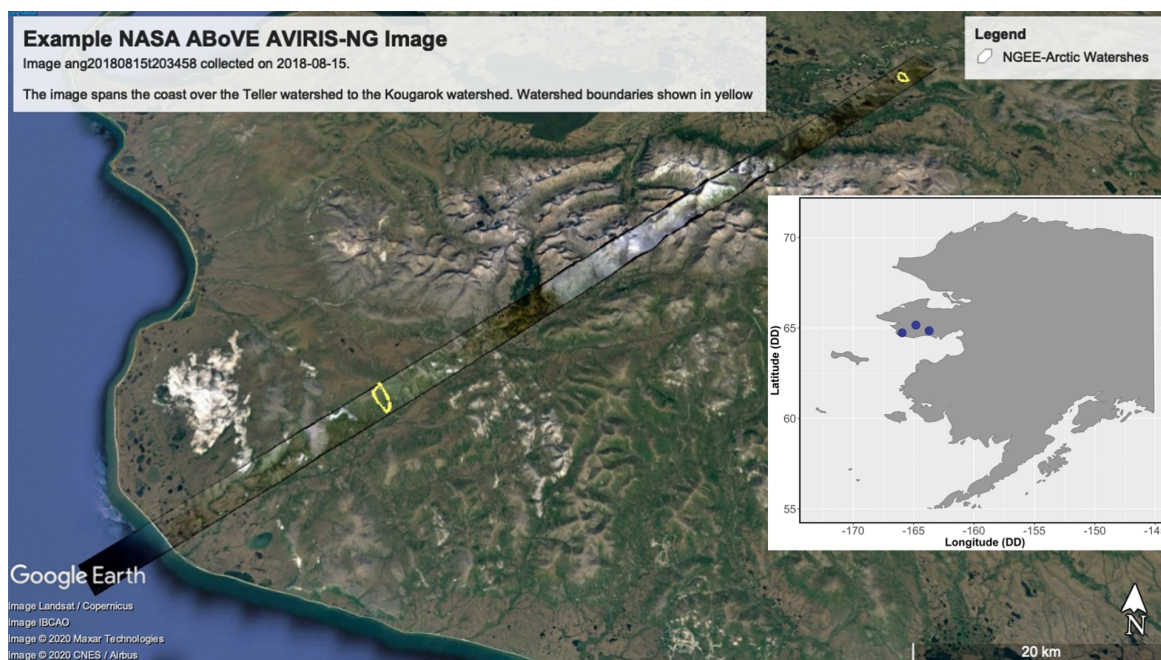 Example NASA ABoVE AVIRIS-NG Image
Image ang20180815t203458 collected on 2018-08-15.
The image spans the coast over the Teller watershed to the Kougarok watershed. Watershed boundaries shown in yellow
Legend
NGEE-Arctic Watershes
70
65
60
55
Latitude (DD)
-170
-165
-160
-155
-150
-14
Longitude (DD)
Google Earth
Image Landsat / Copernicus
Image IBCAO
Image © 2020 Maxar Technologies
Image © 2020 CNES / Airbus
N
20 km